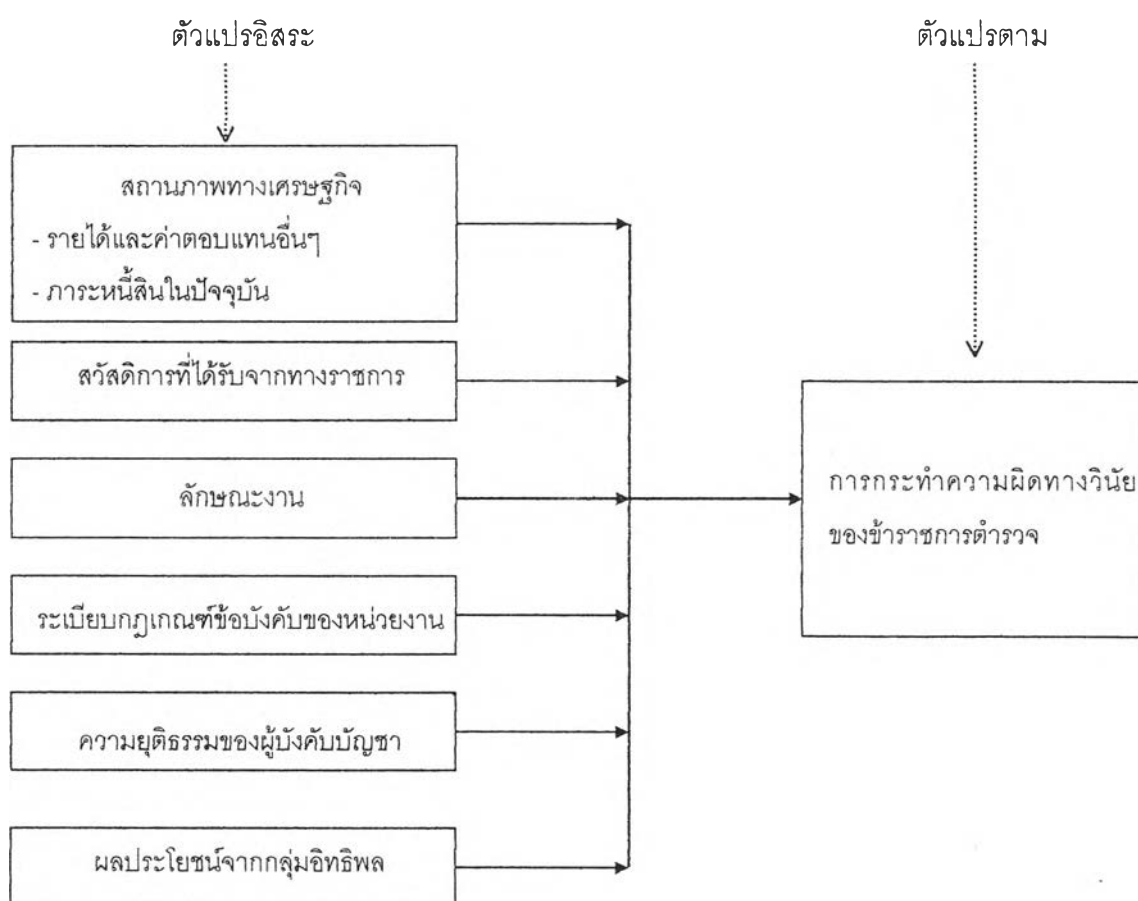 ตัวแปรอิสระ
ตัวแปรตาม
สถานภาพทางเศรษฐกิจ
- รายได้และค่าตอบแทนอื่นๆ
- ภาระหนี้สินในปัจจุบัน
สวัสดิการที่ได้รับจากทางราชการ
ลักษณะงาน
ระเบียบกฎเกณฑ์ข้อบังคับของหน่วยงาน
ความยุติธรรมของผู้บังคับบัญชา
ผลประโยชน์จากกลุ่มอิทธิพล
การกระทำความผิดทางวินัย
ของข้าราชการตำรวจ